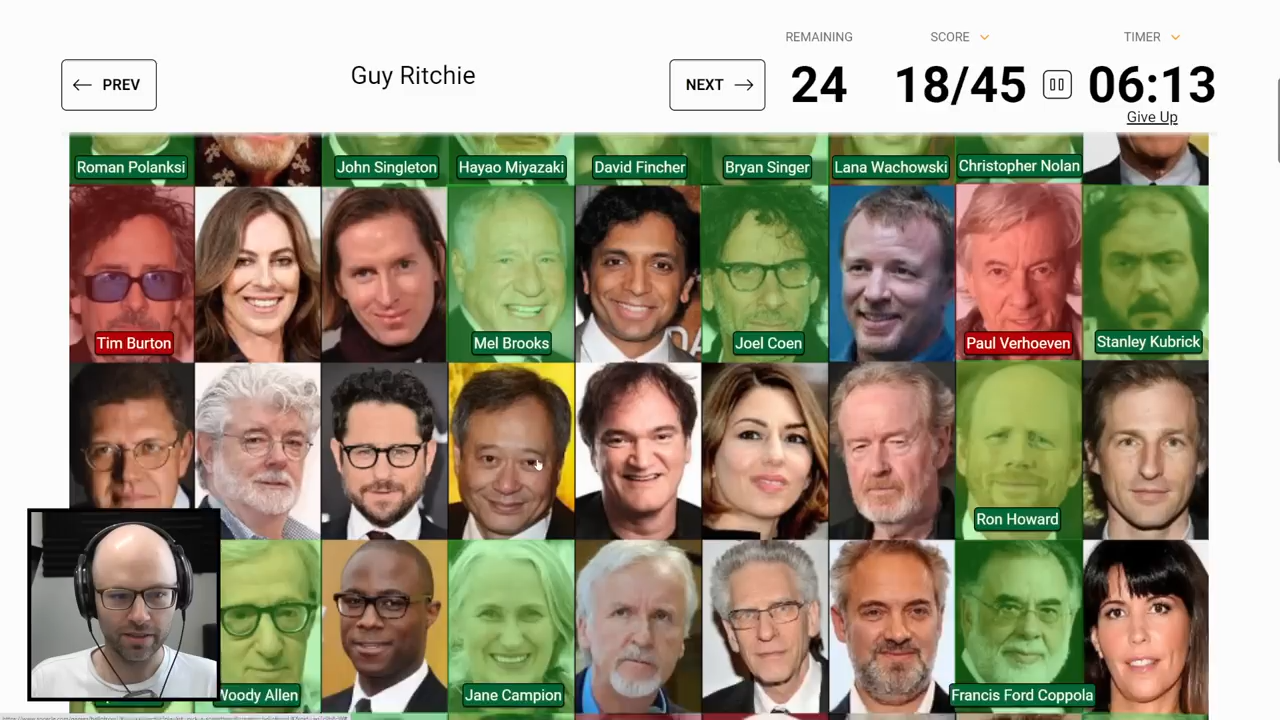 REMAINING
SCORE
TIMER
← PREV
Guy Ritchie
NEXT →
24
18/45
06:13
Give Up
Roman Polanksi
John Singleton
Hayao Miyazaki
David Fincher
Bryan Singer
Lana Wachowski
Christopher Nolan
Tim Burton
Mel Brooks
Joel Coen
Paul Verhoeven
Stanley Kubrick
Ron Howard
Woody Allen
Jane Campion
Francis Ford Coppola